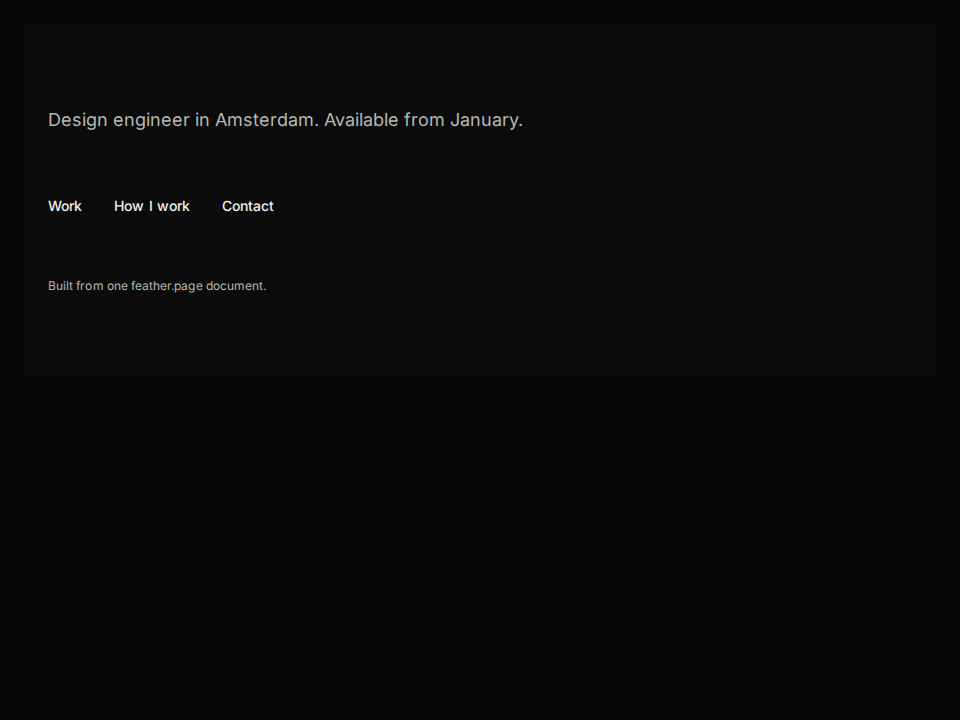 Design engineer in Amsterdam. Available from January.
Work How I work Contact
Built from one feather.page document.